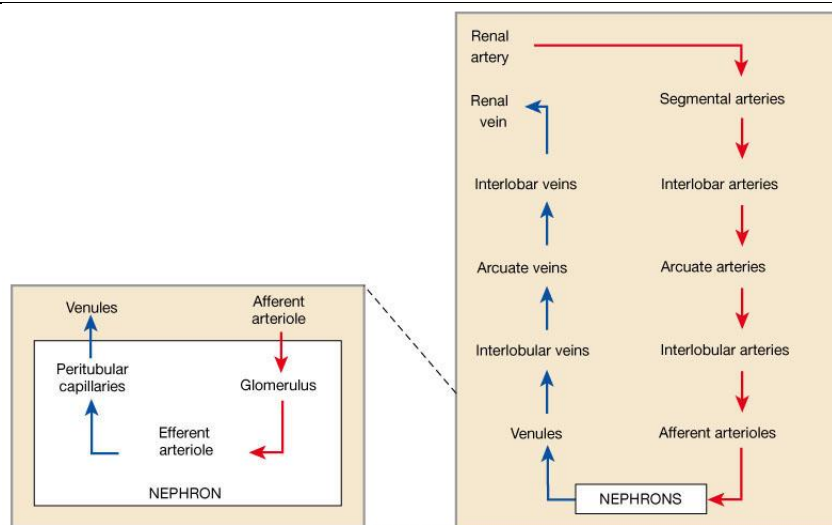 Renal
artery
Segmental arteries
Renal
vein
Interlobar veins
Interlobar arteries
Arcuate veins
Arcuate arteries
Interlobular veins
Interlobular arteries
Venules
Afferent arterioles
NEPHRONS
Venules
Afferent
arteriole
Peritubular
capillaries
Glomerulus
Efferent
arteriole
NEPHRON